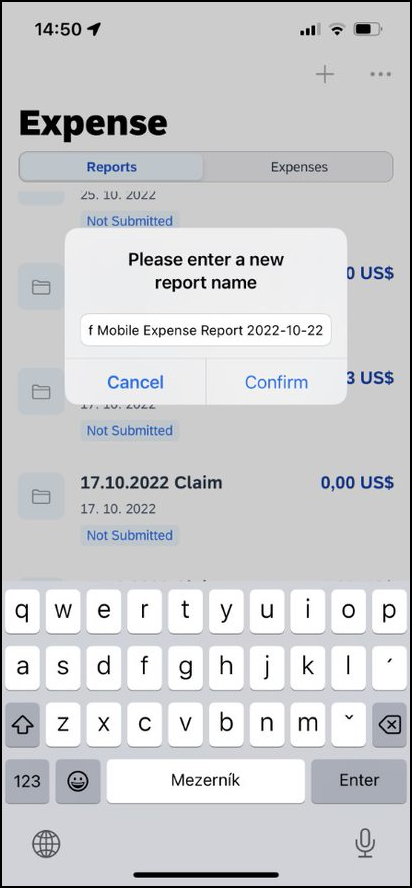 14:50
Expense
Reports Expenses
25. 10. 2022
Not Submitted
Please enter a new
report name
0 US$
f Mobile Expense Report 2022-10-22
Cancel Confirm
3 US$
17. 10. 2022
Not Submitted
17.10.2022 Claim 0,00 US$
17. 10. 2022
Not Submitted
q w e r t y u i o p
a s d f g h j k l ´
z x c v b n m ˇ
123 Mezerník Enter